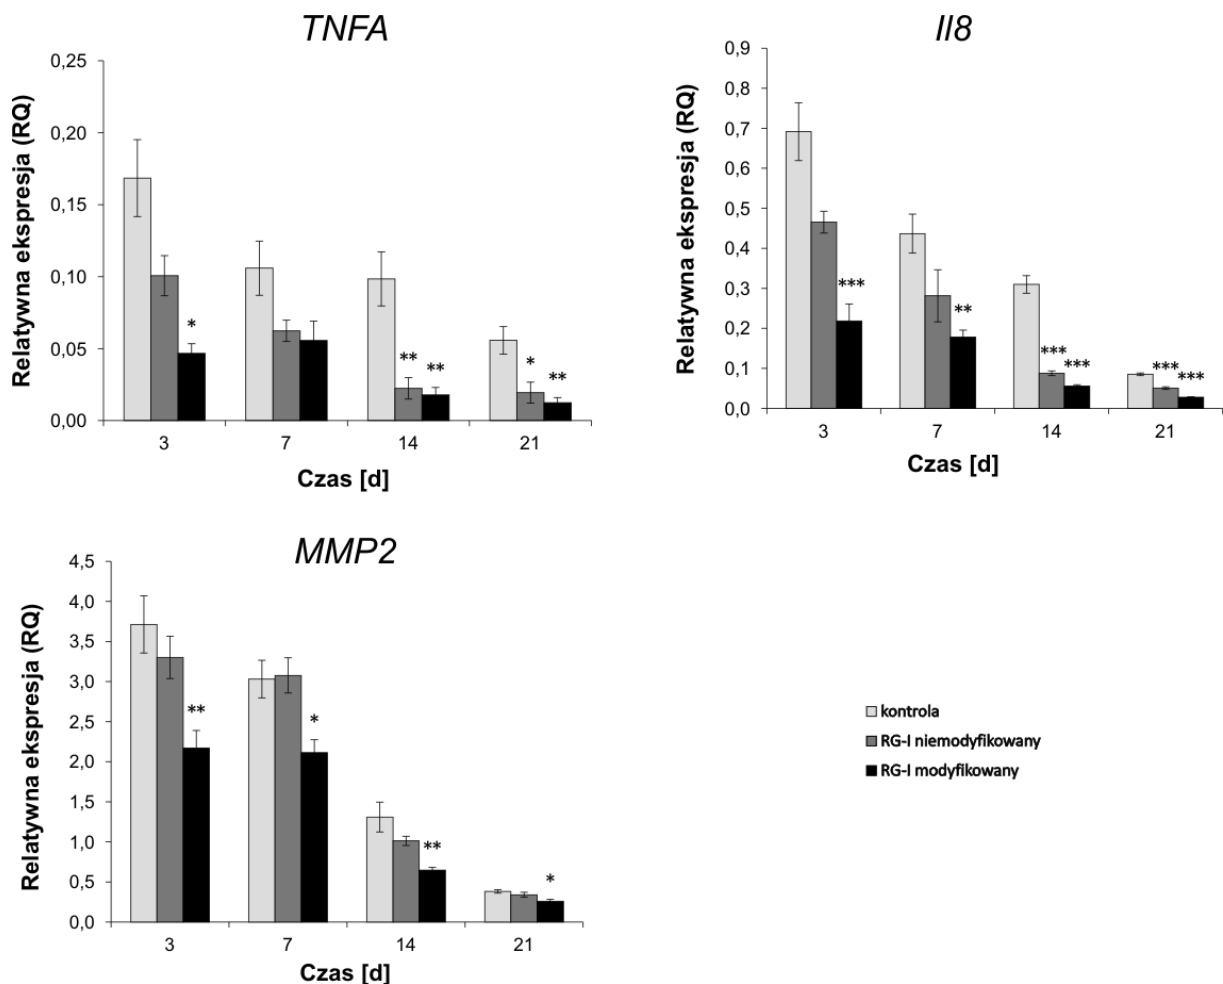 TNFA
Relatywna ekspresja (RQ)
0,25
0,20
0,15
0,10
0,05
0,00
*
**
**
*
**
3 7 14 21
Czas [d]
Il8
Relatywna ekspresja (RQ)
0,9
0,8
0,7
0,6
0,5
0,4
0,3
0,2
0,1
0,0
***
**
***
***
***
***
3 7 14 21
Czas [d]
MMP2
Relatywna ekspresja (RQ)
4,5
4,0
3,5
3,0
2,5
2,0
1,5
1,0
0,5
0,0
**
*
**
*
3 7 14 21
Czas [d]
kontrola
RG-I niemodyfikowany
RG-I modyfikowany